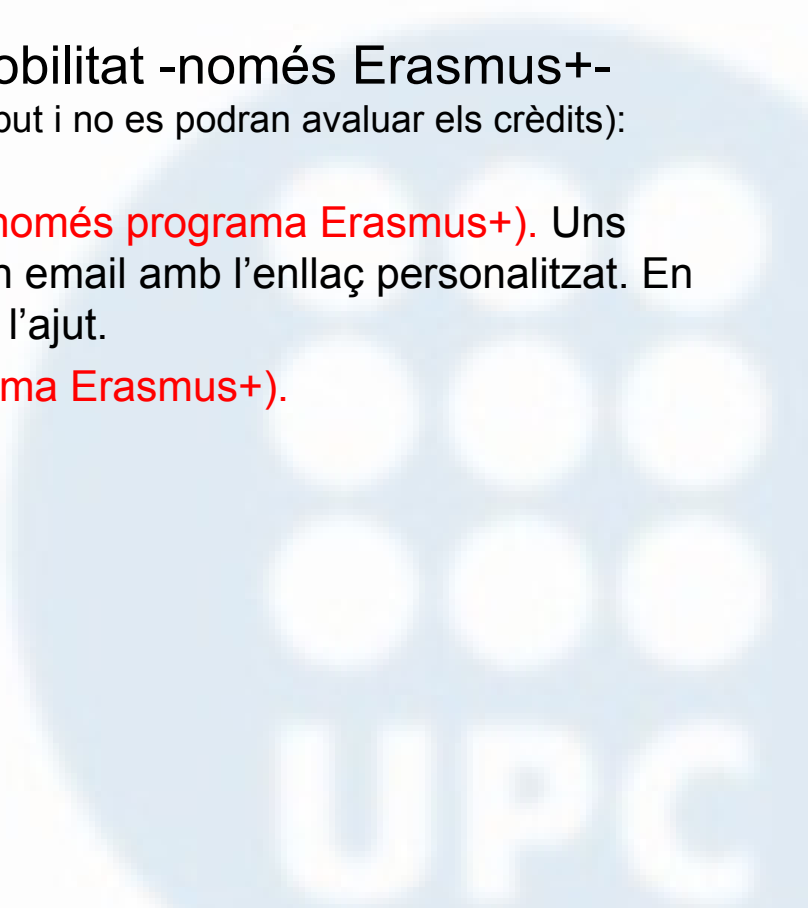 obilitat -només Erasmus+-
out i no es podran avaluar els crèdits):
només programa Erasmus+). Uns
n email amb l’enllaç personalitzat. En
l’ajut.
ma Erasmus+).
UPC